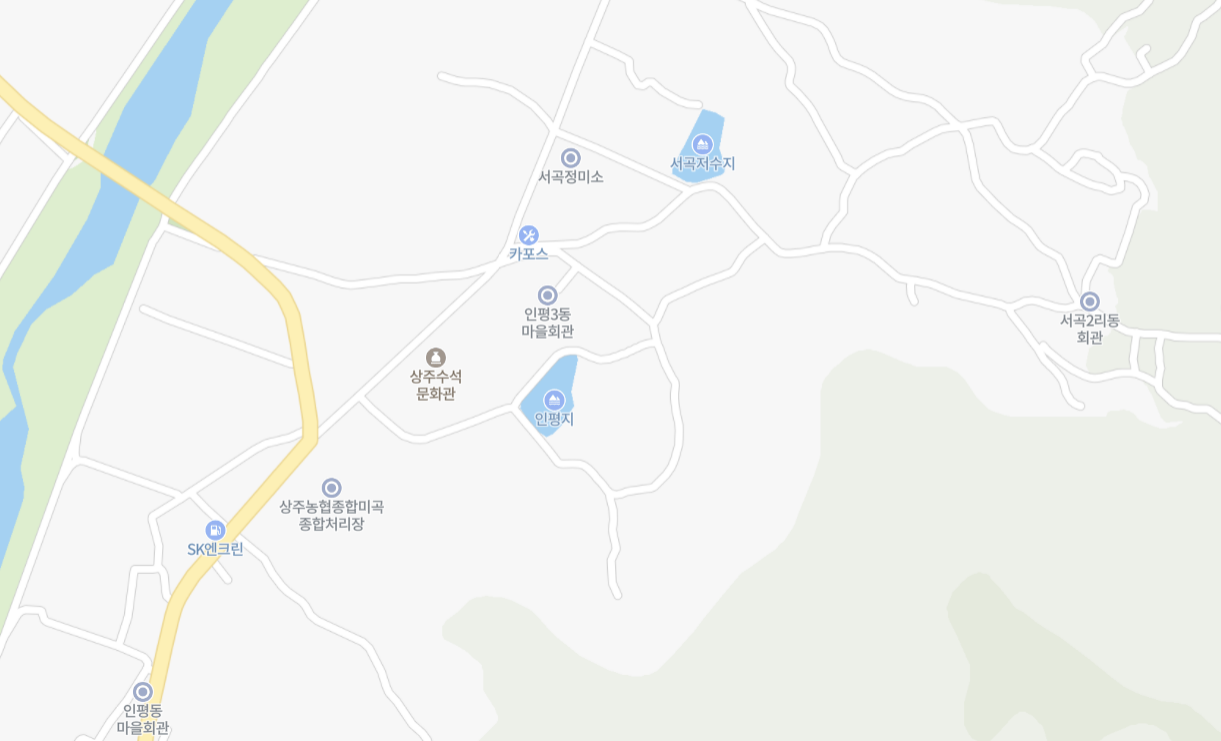 서곡저수지
서곡정미소
카포스
인평3동
마을회관
서곡2리동
회관
상주수석
문화관
인평지
상주농협종합미곡
종합처리장
SK엔크린
인평동
마을회관